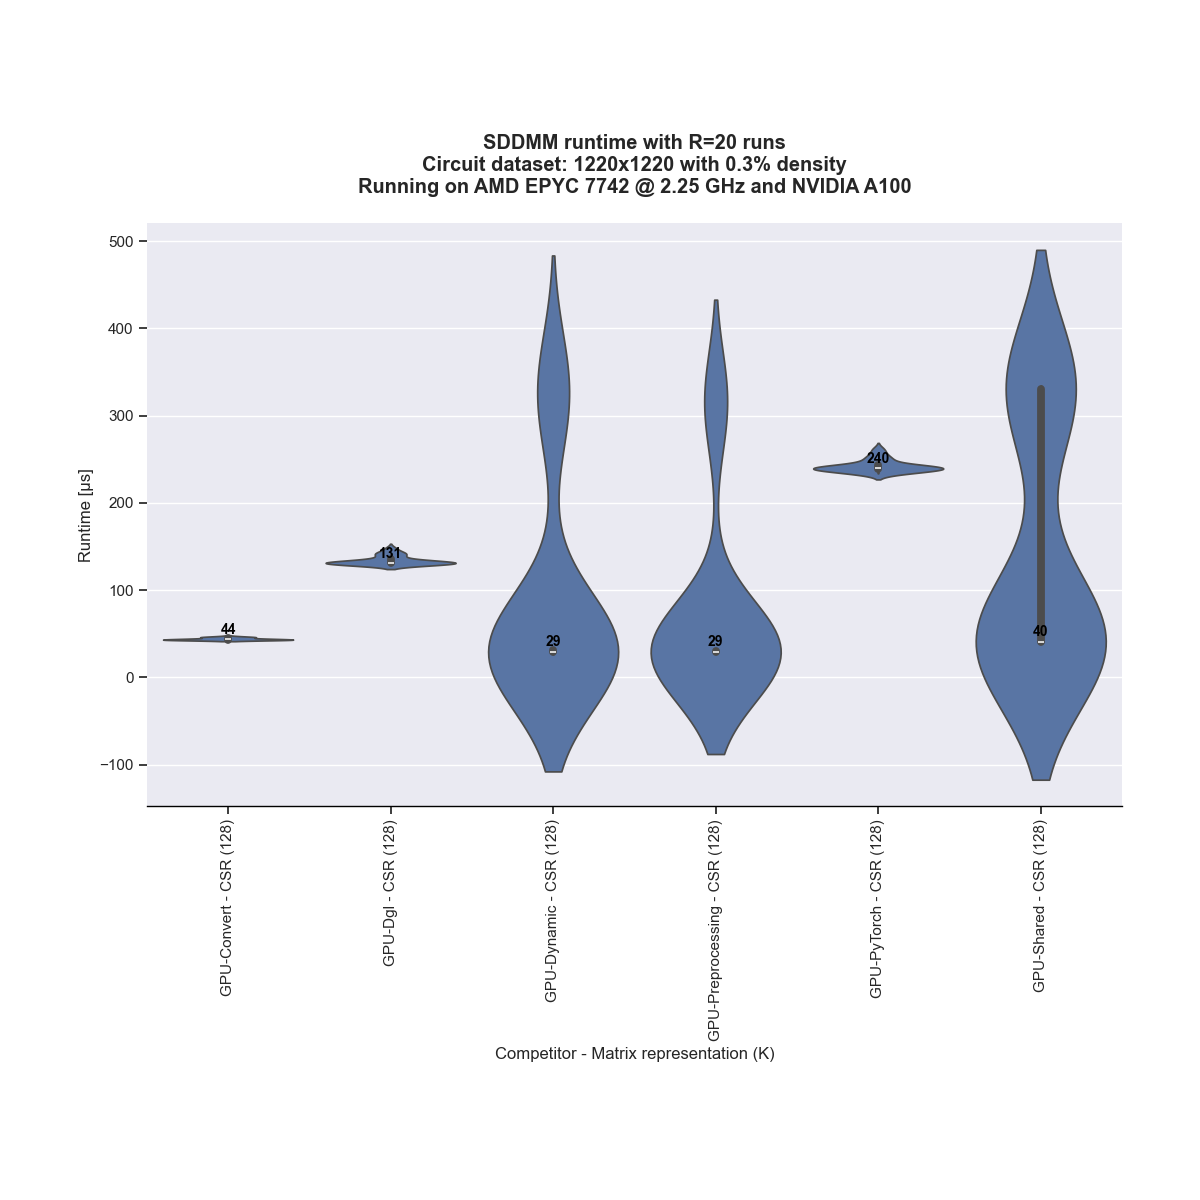 SDDMM runtime with R=20 runs
Circuit dataset: 1220x1220 with 0.3% density
Running on AMD EPYC 7742 @ 2.25 GHz and NVIDIA A100
Runtime [µs]
500
400
300
200
100
0
−100
44
131
29
29
240
40
GPU-Convert - CSR (128)
GPU-Dgl - CSR (128)
GPU-Dynamic - CSR (128)
GPU-Preprocessing - CSR (128)
GPU-PyTorch - CSR (128)
GPU-Shared - CSR (128)
Competitor - Matrix representation (K)